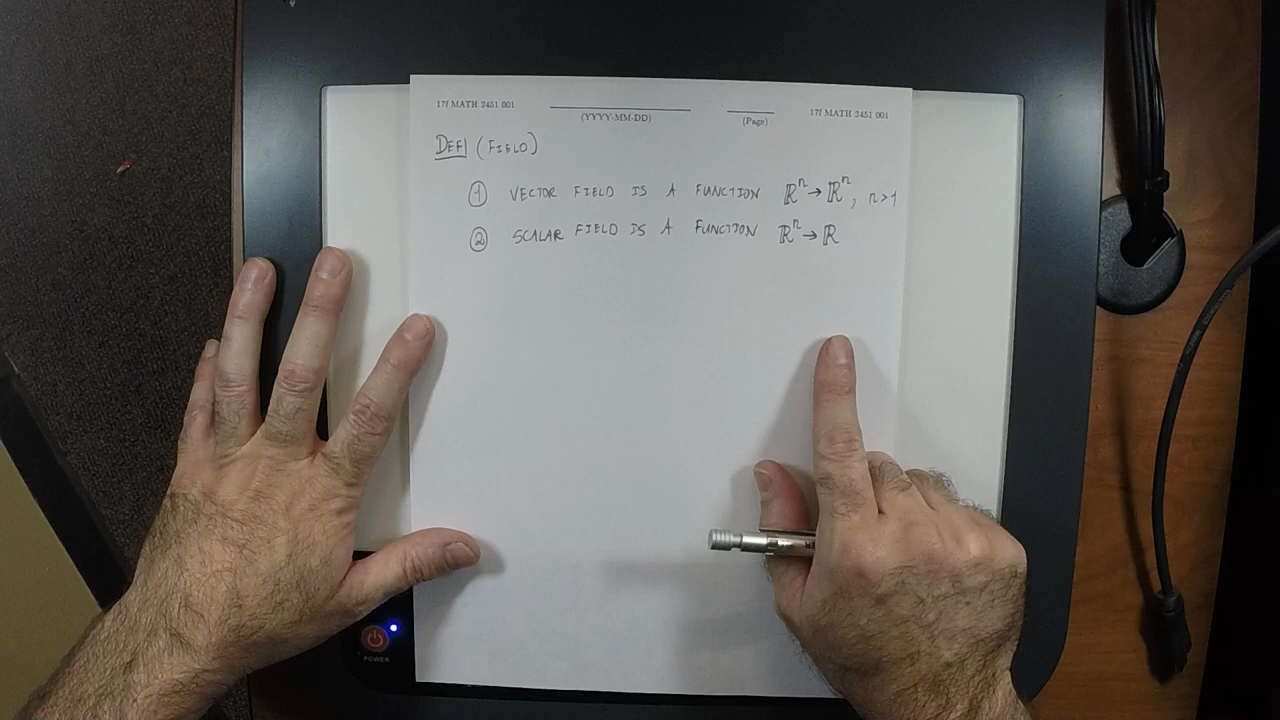 17f MATH 2451 001 (YYYY-MM-DD) (Page) 17f MATH 2451 001
DEF (FIELD)
① VECTOR FIELD IS A FUNCTION ℝⁿ→ℝⁿ, n>1
② SCALAR FIELD IS A FUNCTION ℝⁿ→ℝ
POWER